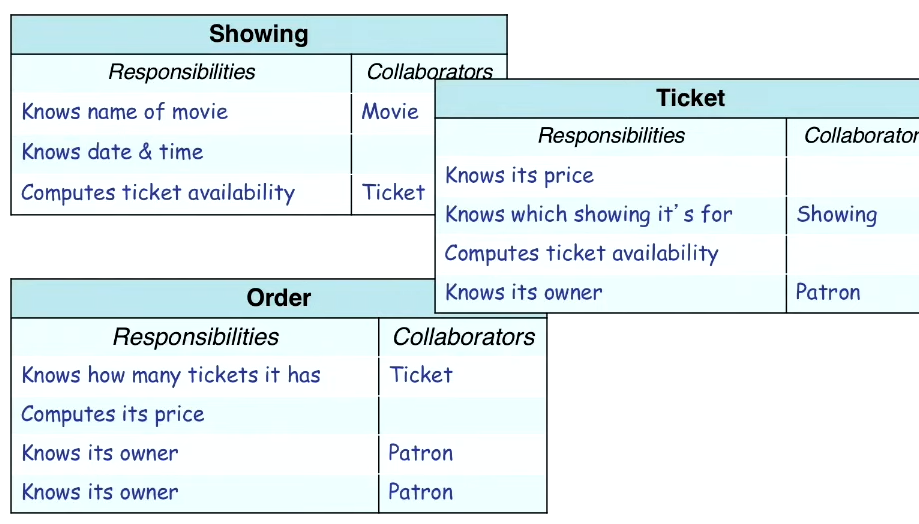 Showing
Responsibilities Collaborators
Knows name of movie Movie
Knows date & time
Computes ticket availability Ticket
Ticket
Responsibilities Collaborator
Knows its price
Knows which showing it's for Showing
Computes ticket availability
Knows its owner Patron
Order
Responsibilities Collaborators
Knows how many tickets it has Ticket
Computes its price
Knows its owner Patron
Knows its owner Patron